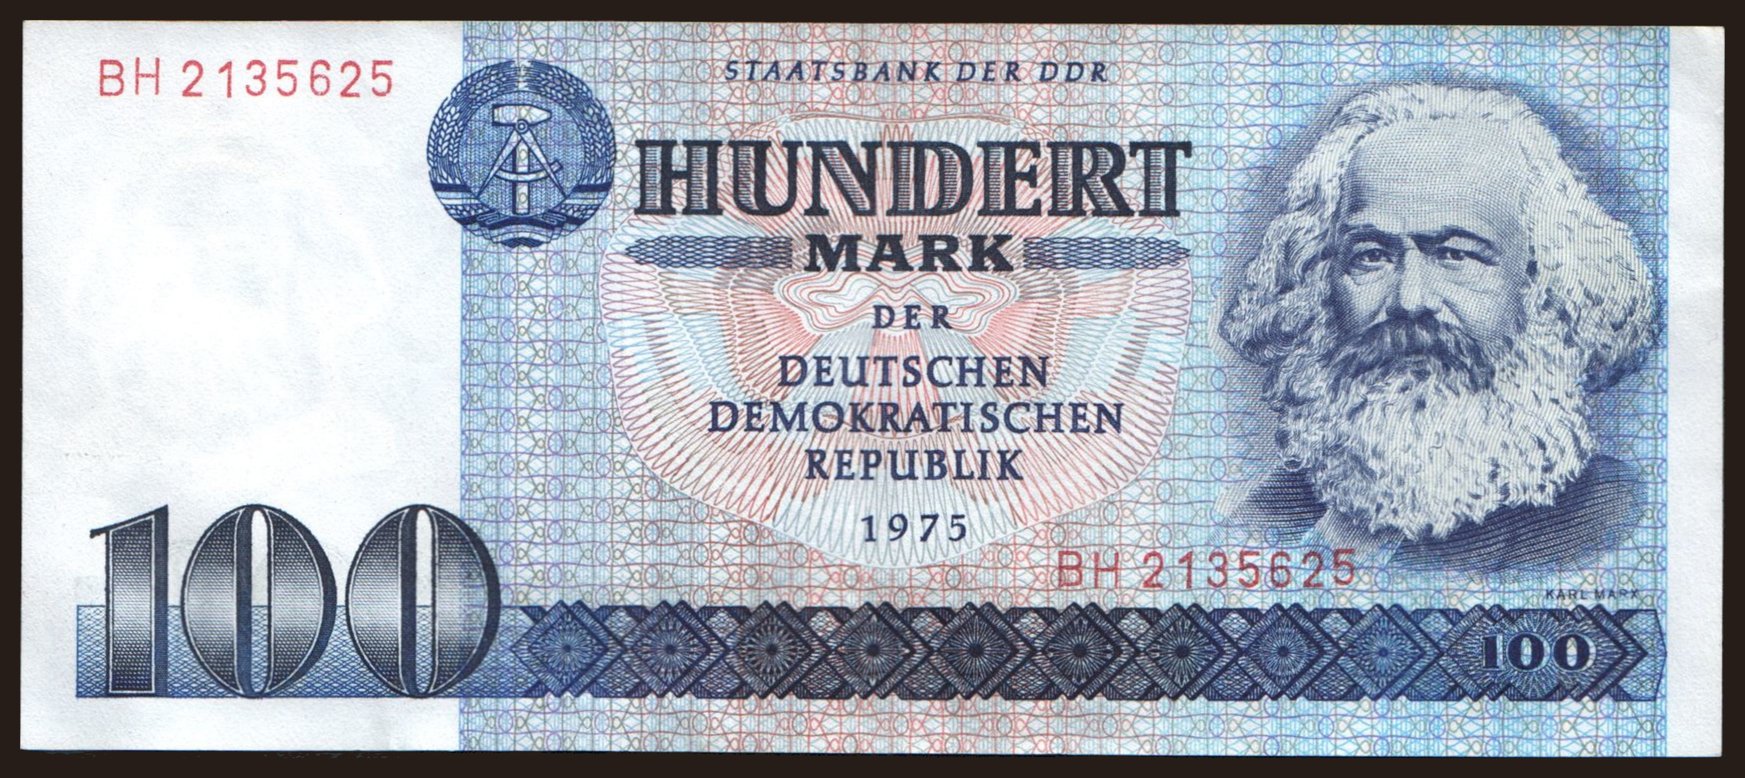 BH 2135625
STAATSBANK DER DDR
HUNDERT
MARK
DER
DEUTSCHEN
DEMOKRATISCHEN
REPUBLIK
1975
BH 2135625
KARL MARX
100
100